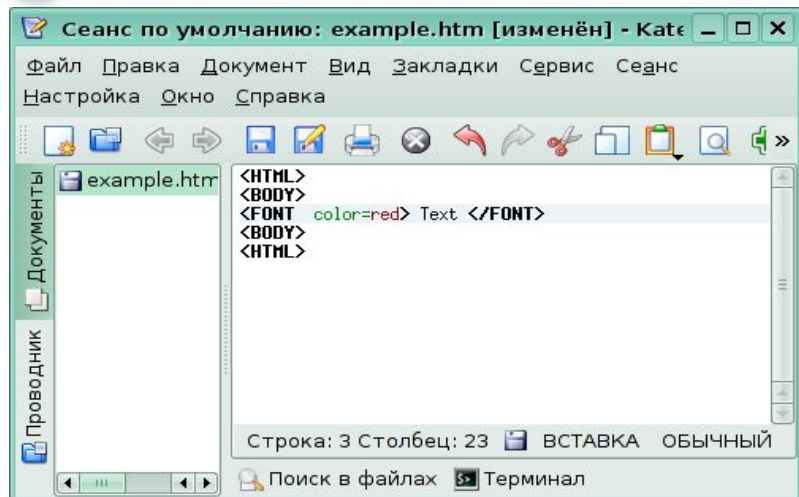 Сеанс по умолчанию: example.htm [изменён] - Kate
Файл Правка Документ Вид Закладки Сервис Сеанс
Настройка Окно Справка
Документы
Проводник
example.htm
<HTML>
<BODY>
<FONT color=red> Text </FONT>
<BODY>
<HTML>
Строка: 3 Столбец: 23 ВСТАВКА ОБЫЧНЫЙ
Поиск в файлах Терминал